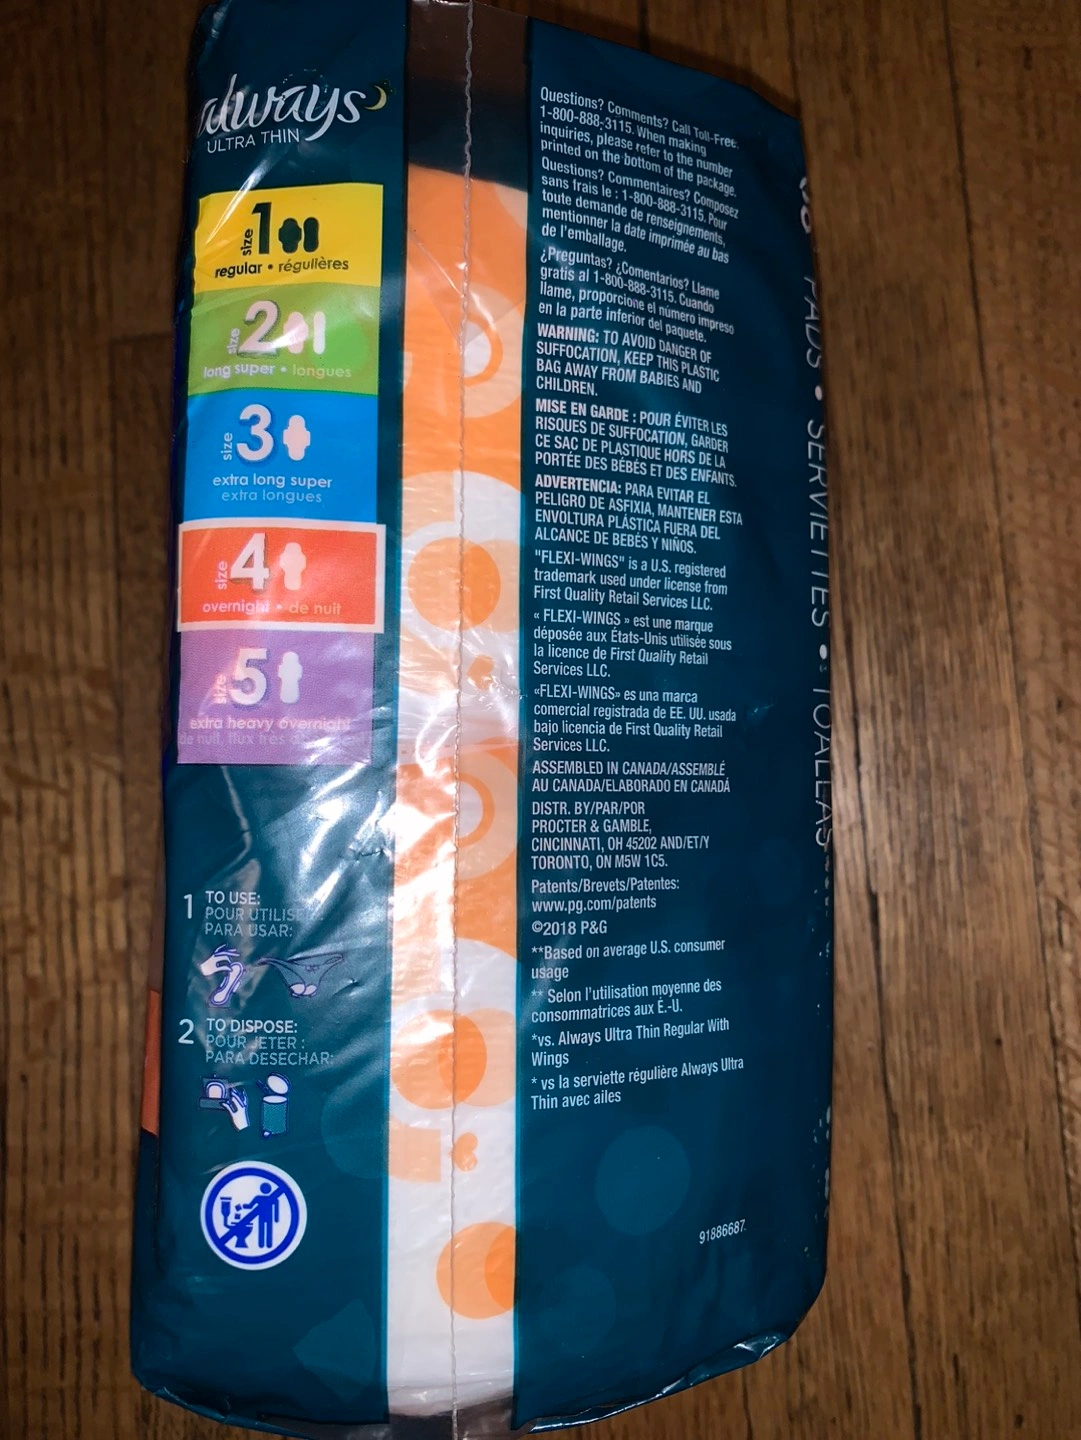 always
ULTRA THIN
size 1
regular • régulières
size 2
long super • longues
size 3
extra long super
extra longues
size 4
overnight • de nuit
size 5
extra heavy overnight
de nuit, flux très
1 TO USE:
POUR UTILISER
PARA USAR:
2 TO DISPOSE:
POUR JETER :
PARA DESECHAR:
Questions? Comments? Call Toll-Free:
1-800-888-3115. When making
inquiries, please refer to the number
printed on the bottom of the package.
Questions? Commentaires? Composez
sans frais le : 1-800-888-3115. Pour
toute demande de renseignements,
mentionner la date imprimée au bas
de l'emballage.
¿Preguntas? ¿Comentarios? Llame
gratis al 1-800-888-3115. Cuando
llame, proporcione el número impreso
en la parte inferior del paquete.
WARNING: TO AVOID DANGER OF
SUFFOCATION, KEEP THIS PLASTIC
BAG AWAY FROM BABIES AND
CHILDREN.
MISE EN GARDE : POUR ÉVITER LES
RISQUES DE SUFFOCATION, GARDER
CE SAC DE PLASTIQUE HORS DE LA
PORTÉE DES BÉBÉS ET DES ENFANTS.
ADVERTENCIA: PARA EVITAR EL
PELIGRO DE ASFIXIA, MANTENER ESTA
ENVOLTURA PLÁSTICA FUERA DEL
ALCANCE DE BEBÉS Y NIÑOS.
"FLEXI-WINGS" is a U.S. registered
trademark used under license from
First Quality Retail Services LLC.
« FLEXI-WINGS » est une marque
déposée aux États-Unis utilisée sous
la licence de First Quality Retail
Services LLC.
«FLEXI-WINGS» es una marca
comercial registrada de EE. UU. usada
bajo licencia de First Quality Retail
Services LLC.
ASSEMBLED IN CANADA/ASSEMBLÉ
AU CANADA/ELABORADO EN CANADÁ
DISTR. BY/PAR/POR
PROCTER & GAMBLE,
CINCINNATI, OH 45202 AND/ET/Y
TORONTO, ON M5W 1C5.
Patents/Brevets/Patentes:
www.pg.com/patents
©2018 P&G
**Based on average U.S. consumer
usage
** Selon l'utilisation moyenne des
consommatrices aux É.-U.
*vs. Always Ultra Thin Regular With
Wings
* vs la serviette régulière Always Ultra
Thin avec ailes
91886687
PADS • SERVIETTES • TOALLAS